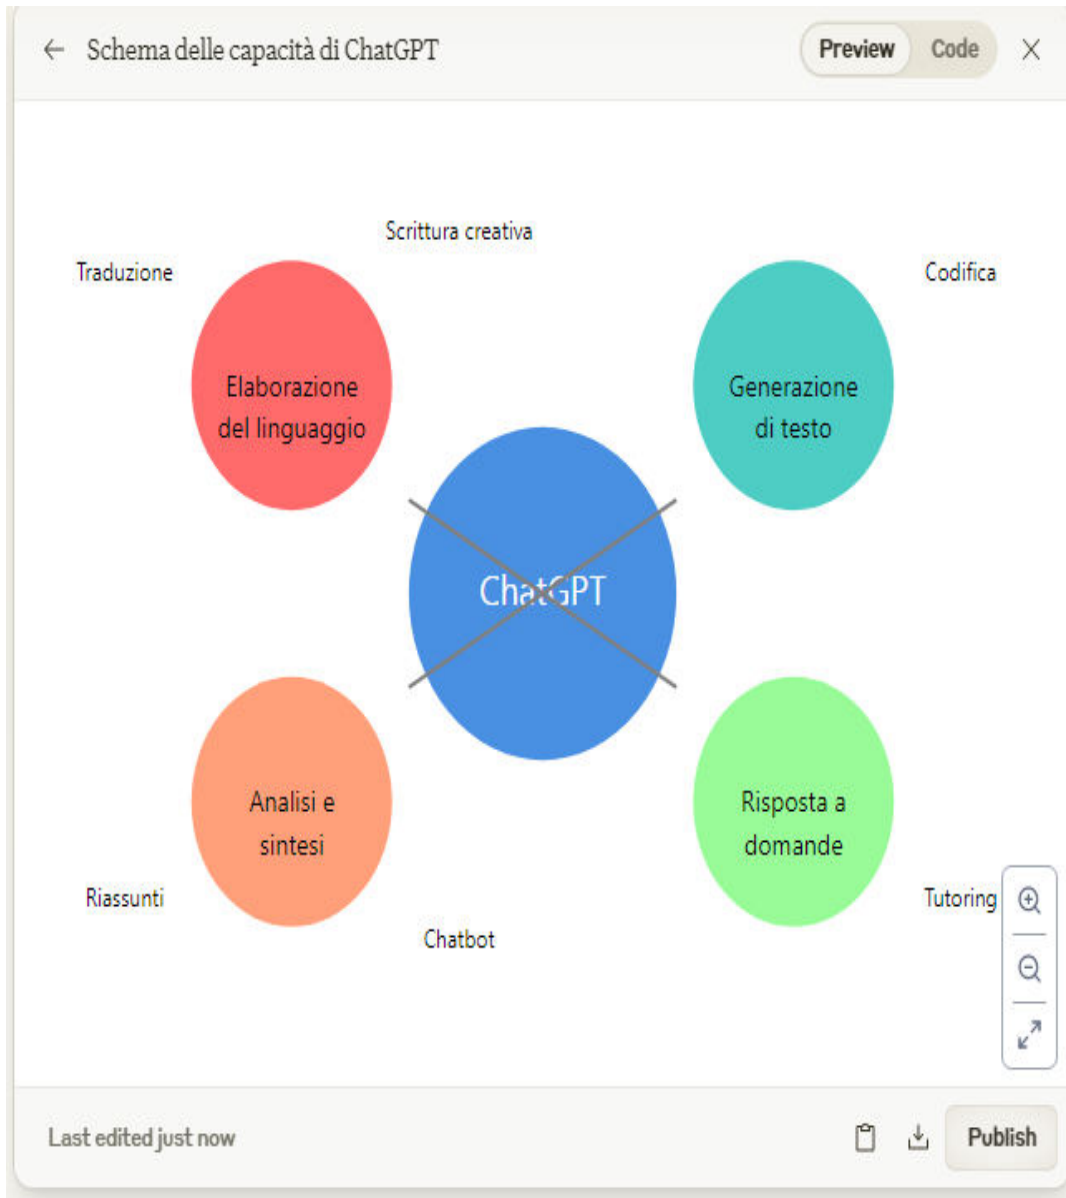 Schema delle capacità di ChatGPT
Preview
Code
Scrittura creativa
Traduzione
Codifica
Elaborazione
del linguaggio
Generazione
di testo
ChatGPT
Analisi e
sintesi
Risposta a
domande
Riassunti
Tutoring
Chatbot
Last edited just now
Publish